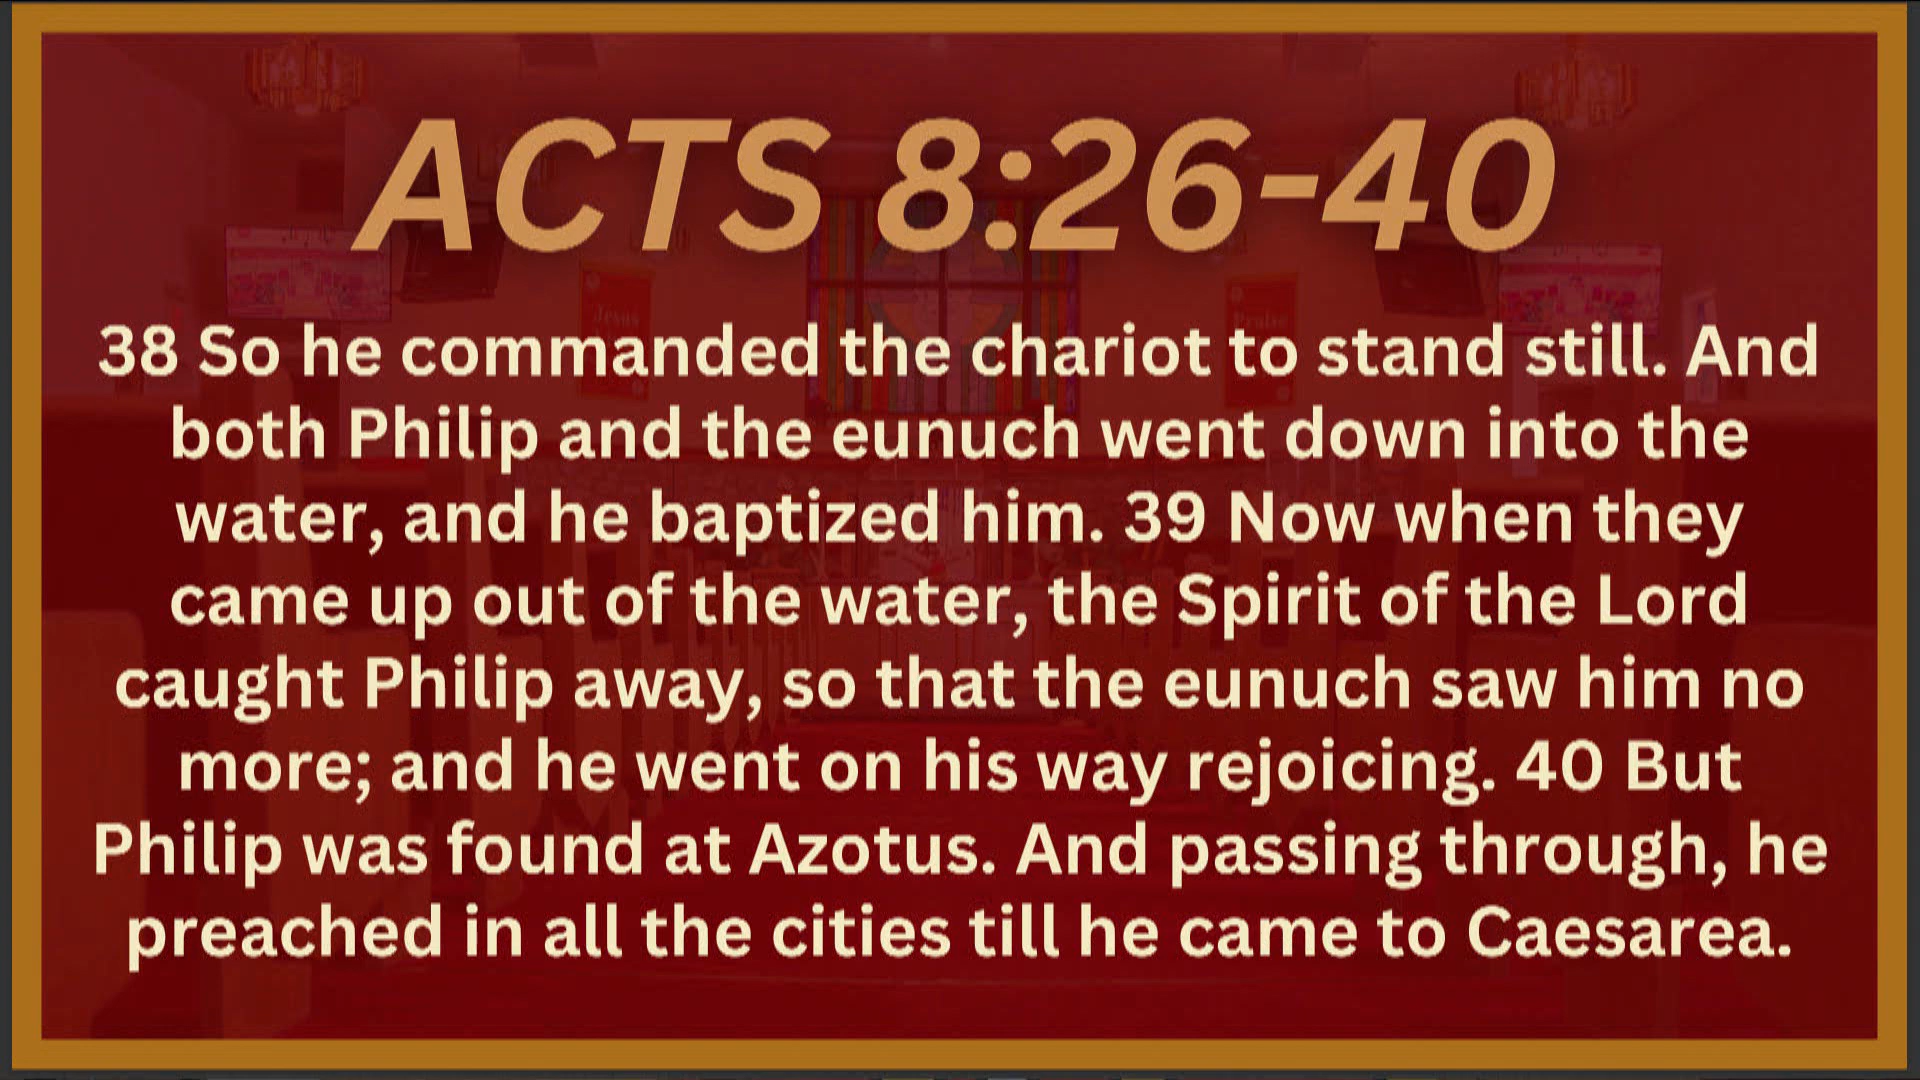 ACTS 8:26-40
38 So he commanded the chariot to stand still. And
both Philip and the eunuch went down into the
water, and he baptized him. 39 Now when they
came up out of the water, the Spirit of the Lord
caught Philip away, so that the eunuch saw him no
more; and he went on his way rejoicing. 40 But
Philip was found at Azotus. And passing through, he
preached in all the cities till he came to Caesarea.
Jesus
Praise